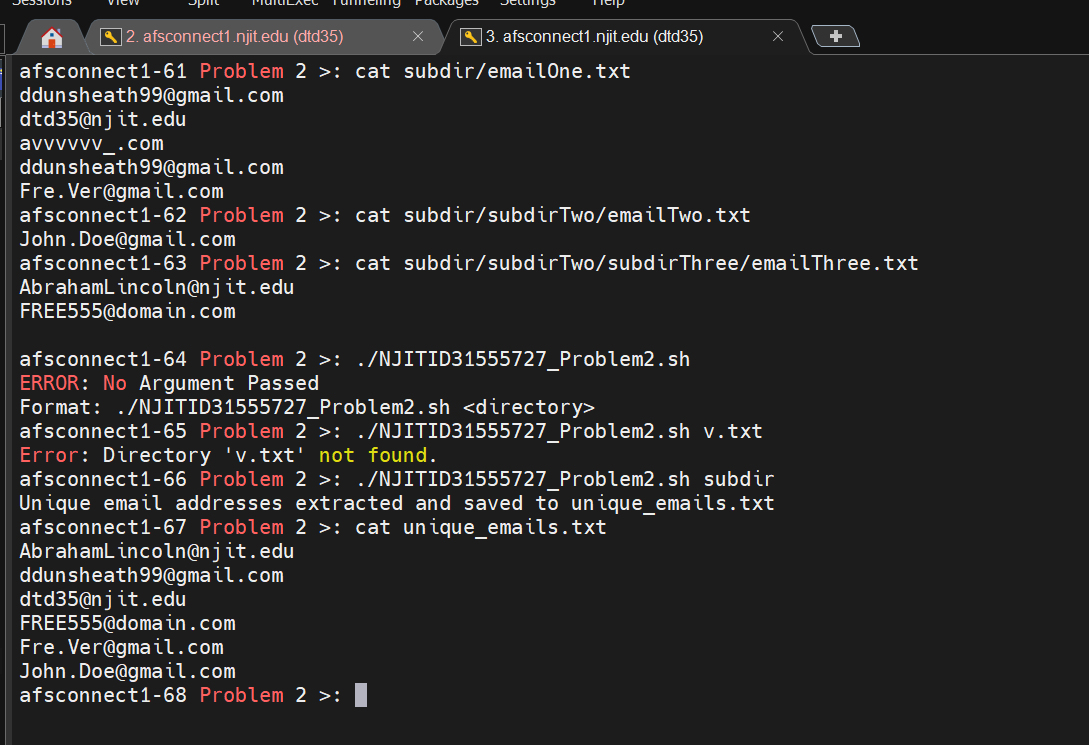 Sessions View Split MultiExec Tunneling Packages Settings Help
2. afsconnect1.njit.edu (dtd35) 3. afsconnect1.njit.edu (dtd35)
afsconnect1-61 Problem 2 >: cat subdir/emailOne.txt
ddunsheath99@gmail.com
dtd35@njit.edu
avvvvvv_.com
ddunsheath99@gmail.com
Fre.Ver@gmail.com
afsconnect1-62 Problem 2 >: cat subdir/subdirTwo/emailTwo.txt
John.Doe@gmail.com
afsconnect1-63 Problem 2 >: cat subdir/subdirTwo/subdirThree/emailThree.txt
AbrahamLincoln@njit.edu
FREE555@domain.com
afsconnect1-64 Problem 2 >: ./NJITID31555727_Problem2.sh
ERROR: No Argument Passed
Format: ./NJITID31555727_Problem2.sh <directory>
afsconnect1-65 Problem 2 >: ./NJITID31555727_Problem2.sh v.txt
Error: Directory 'v.txt' not found.
afsconnect1-66 Problem 2 >: ./NJITID31555727_Problem2.sh subdir
Unique email addresses extracted and saved to unique_emails.txt
afsconnect1-67 Problem 2 >: cat unique_emails.txt
AbrahamLincoln@njit.edu
ddunsheath99@gmail.com
dtd35@njit.edu
FREE555@domain.com
Fre.Ver@gmail.com
John.Doe@gmail.com
afsconnect1-68 Problem 2 >: